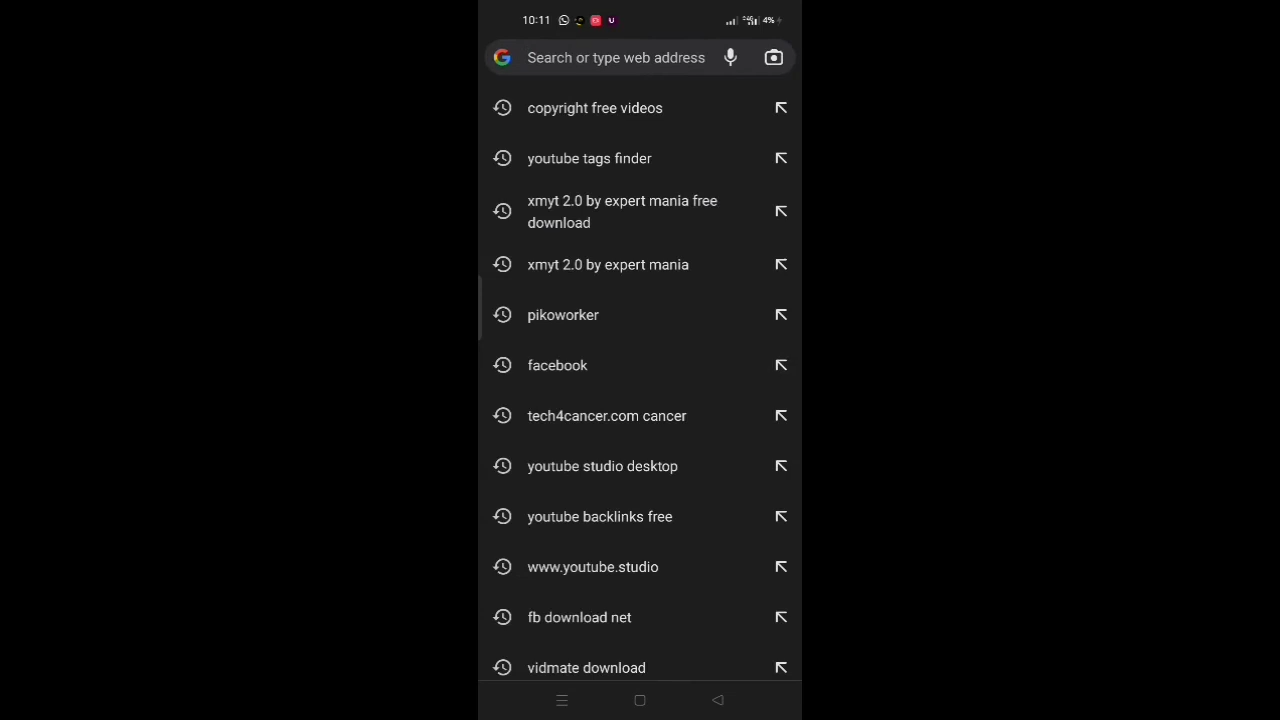 10:11
4G
4%
Search or type web address
copyright free videos
youtube tags finder
xmyt 2.0 by expert mania free
download
xmyt 2.0 by expert mania
pikoworker
facebook
tech4cancer.com cancer
youtube studio desktop
youtube backlinks free
www.youtube.studio
fb download net
vidmate download